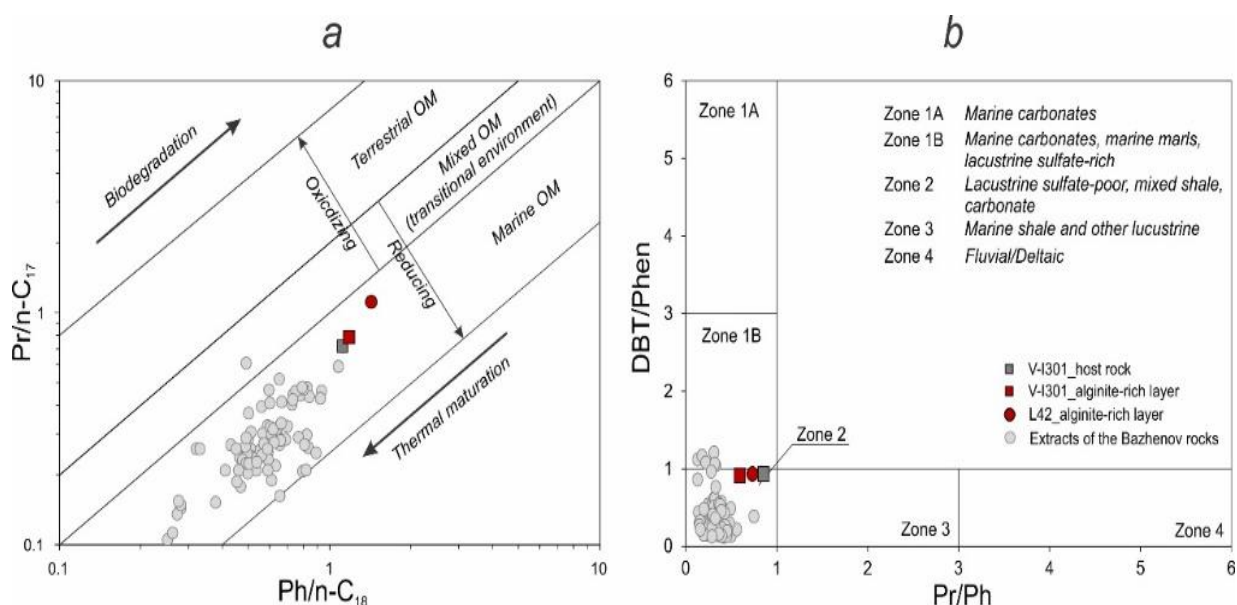 a
10
Pr/n-C₁₇
1
0.1
Biodegradation
Terrestrial OM
Mixed OM
(transitional environment)
Marine OM
Oxicdizing
Reducing
Thermal maturation
0.1
1
10
Ph/n-C₁₈
b
6
5
4
3
2
1
0
DBT/Phen
Zone 1A
Zone 1A Marine carbonates
Zone 1B Marine carbonates, marine marls,
lacustrine sulfate-rich
Zone 2 Lacustrine sulfate-poor, mixed shale,
carbonate
Zone 3 Marine shale and other lucustrine
Zone 4 Fluvial/Deltaic
Zone 1B
V-I301_host rock
V-I301_alginite-rich layer
L42_alginite-rich layer
Extracts of the Bazhenov rocks
Zone 2
Zone 3
Zone 4
0 1 2 3 4 5 6
Pr/Ph